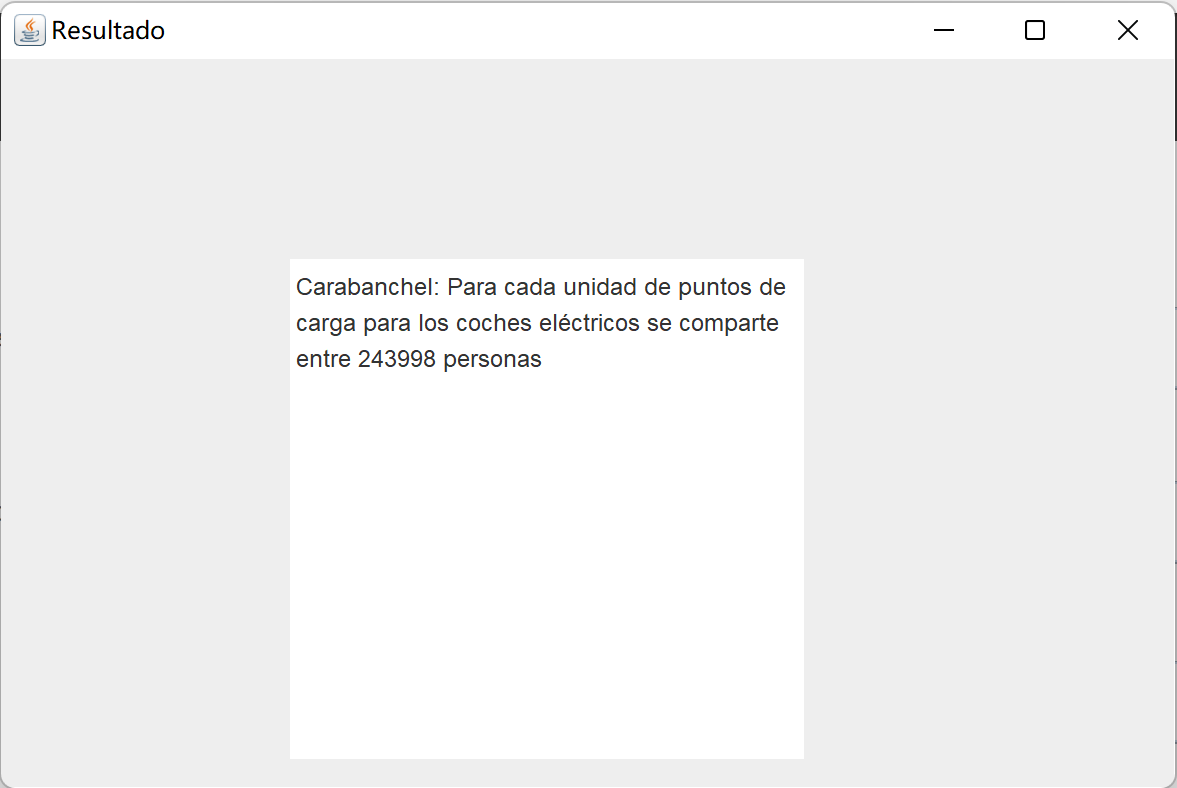 Resultado
Carabanchel: Para cada unidad de puntos de
carga para los coches eléctricos se comparte
entre 243998 personas